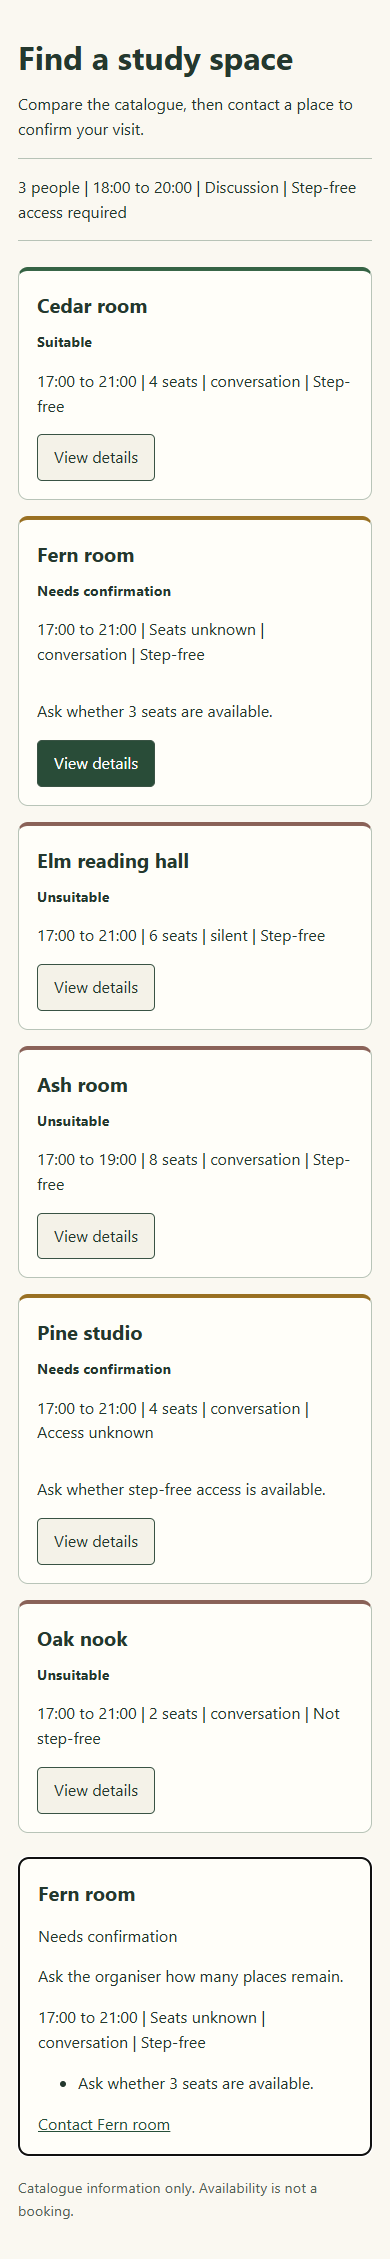 Find a study space
Compare the catalogue, then contact a place to
confirm your visit.
3 people | 18:00 to 20:00 | Discussion | Step-free
access required
Cedar room
Suitable
17:00 to 21:00 | 4 seats | conversation | Step-
free
View details
Fern room
Needs confirmation
17:00 to 21:00 | Seats unknown |
conversation | Step-free
Ask whether 3 seats are available.
View details
Elm reading hall
Unsuitable
17:00 to 21:00 | 6 seats | silent | Step-free
View details
Ash room
Unsuitable
17:00 to 19:00 | 8 seats | conversation | Step-
free
View details
Pine studio
Needs confirmation
17:00 to 21:00 | 4 seats | conversation |
Access unknown
Ask whether step-free access is available.
View details
Oak nook
Unsuitable
17:00 to 21:00 | 2 seats | conversation | Not
step-free
View details
Fern room
Needs confirmation
Ask the organiser how many places remain.
17:00 to 21:00 | Seats unknown |
conversation | Step-free
• Ask whether 3 seats are available.
Contact Fern room
Catalogue information only. Availability is not a
booking.